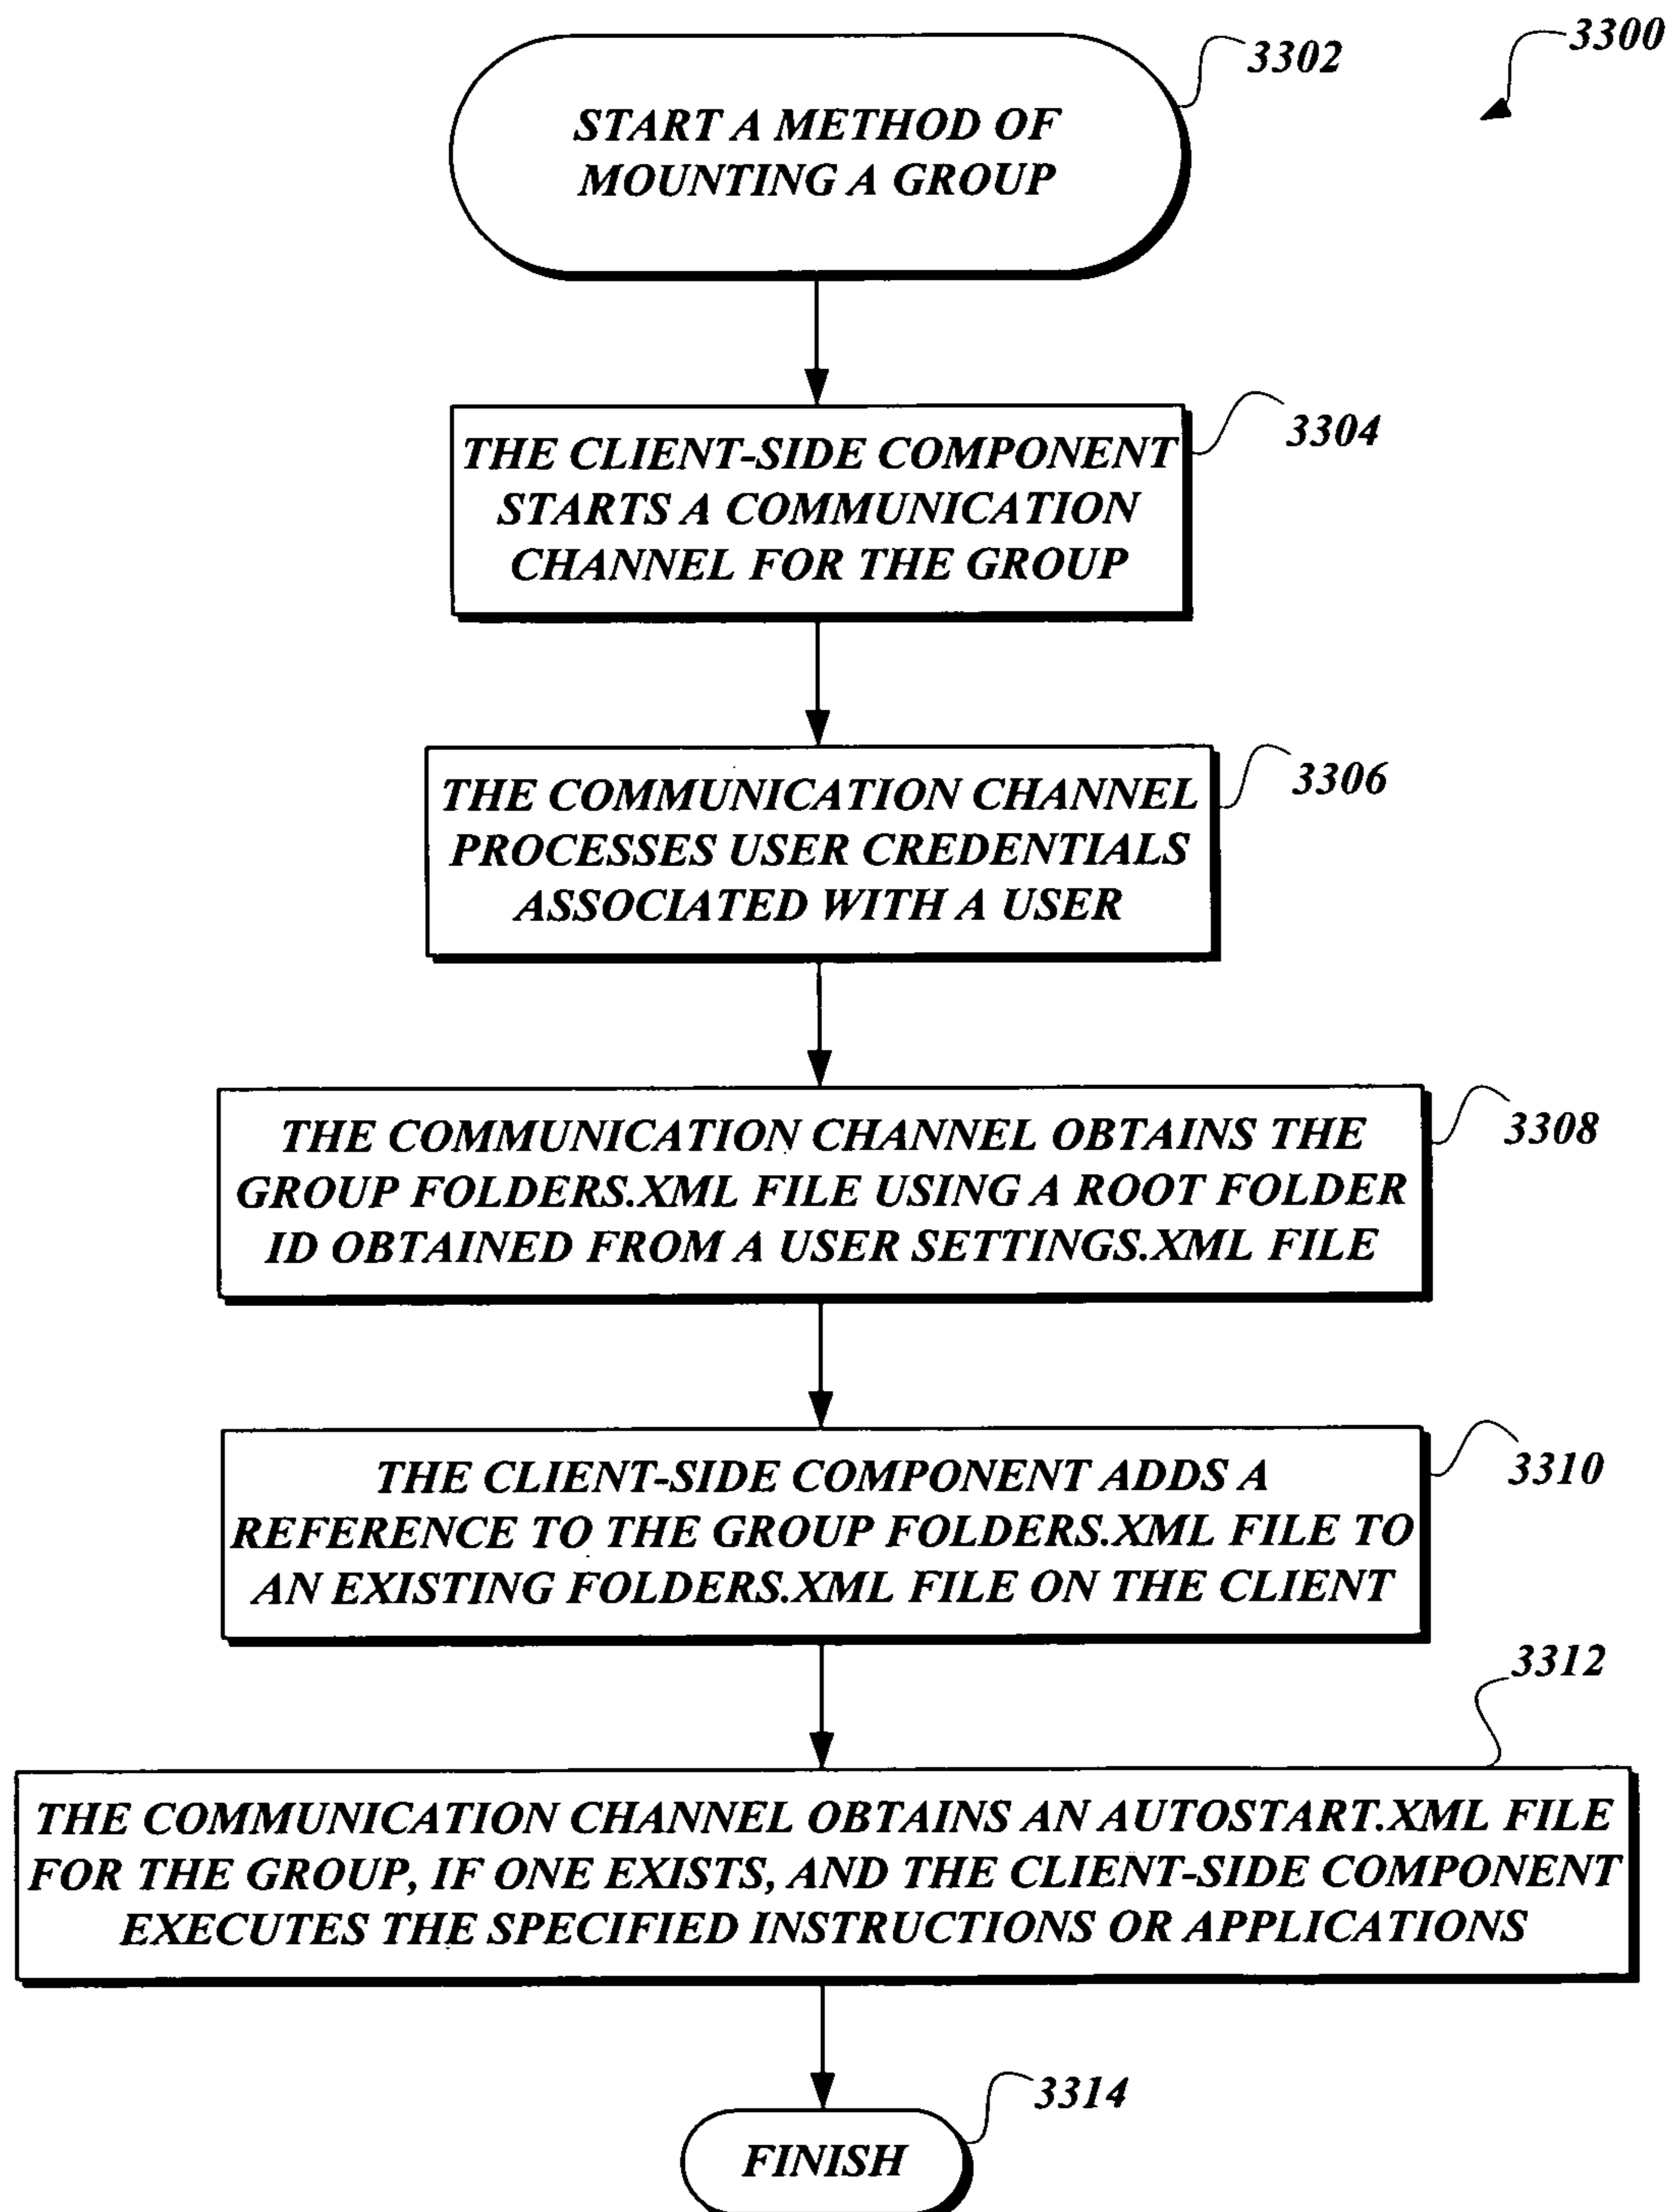 3300
3302
START A METHOD OF
MOUNTING A GROUP
3304
THE CLIENT-SIDE COMPONENT
STARTS A COMMUNICATION
CHANNEL FOR THE GROUP
3306
THE COMMUNICATION CHANNEL
PROCESSES USER CREDENTIALS
ASSOCIATED WITH A USER
3308
THE COMMUNICATION CHANNEL OBTAINS THE
GROUP FOLDERS.XML FILE USING A ROOT FOLDER
ID OBTAINED FROM A USER SETTINGS.XML FILE
3310
THE CLIENT-SIDE COMPONENT ADDS A
REFERENCE TO THE GROUP FOLDERS.XML FILE TO
AN EXISTING FOLDERS.XML FILE ON THE CLIENT
3312
THE COMMUNICATION CHANNEL OBTAINS AN AUTOSTART.XML FILE
FOR THE GROUP, IF ONE EXISTS, AND THE CLIENT-SIDE COMPONENT
EXECUTES THE SPECIFIED INSTRUCTIONS OR APPLICATIONS
3314
FINISH